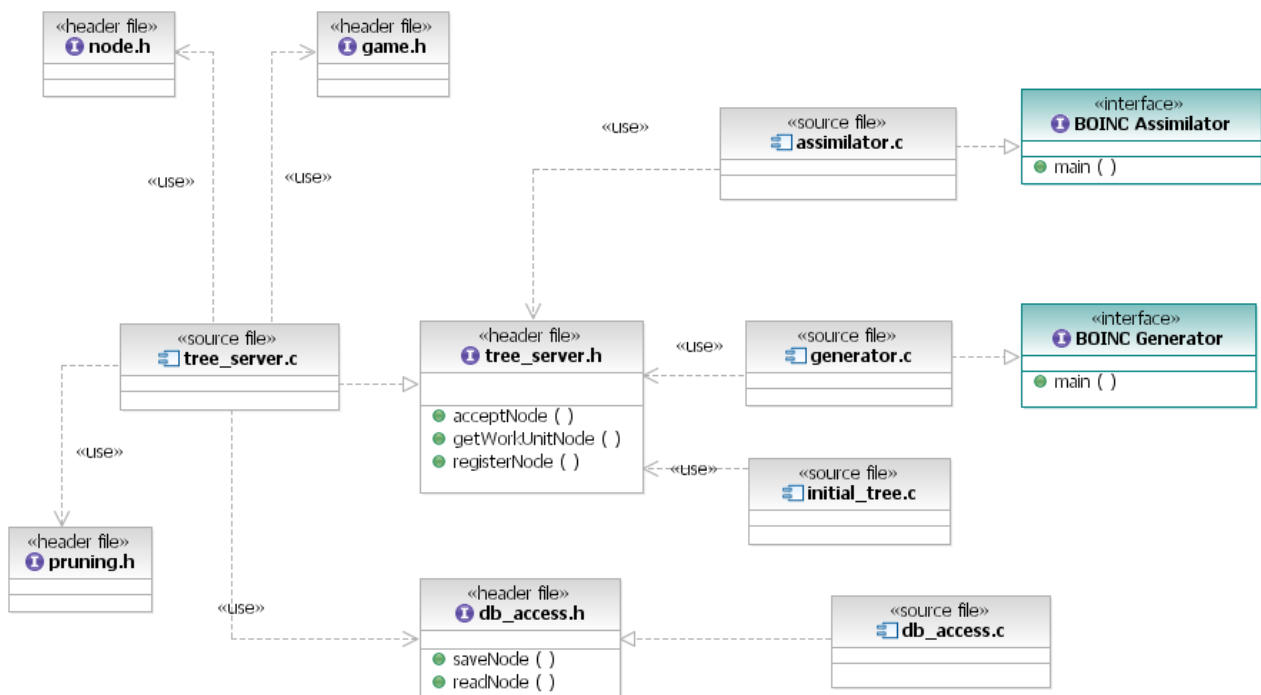 «header file»
node.h
«header file»
game.h
«use»
«use»
«use»
«source file»
assimilator.c
«interface»
BOINC Assimilator
main ( )
«source file»
tree_server.c
«header file»
tree_server.h
acceptNode ( )
getWorkUnitNode ( )
registerNode ( )
«use»
«source file»
generator.c
«interface»
BOINC Generator
main ( )
«use»
«source file»
initial_tree.c
«use»
«header file»
pruning.h
«use»
«header file»
db_access.h
saveNode ( )
readNode ( )
«source file»
db_access.c